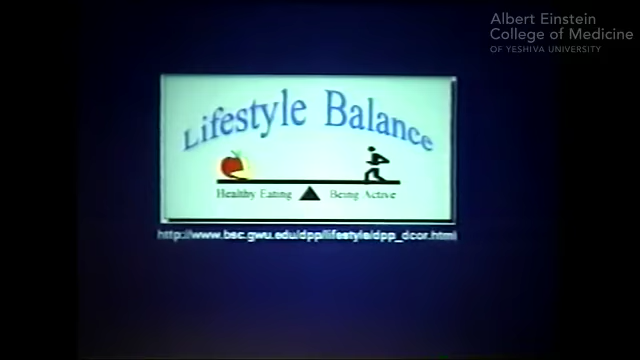 Albert Einstein
College of Medicine
OF YESHIVA UNIVERSITY
Lifestyle Balance
Healthy Eating
Being Active
http://www.bsc.gwu.edu/dpp/lifestyle/dpp_dcor.html